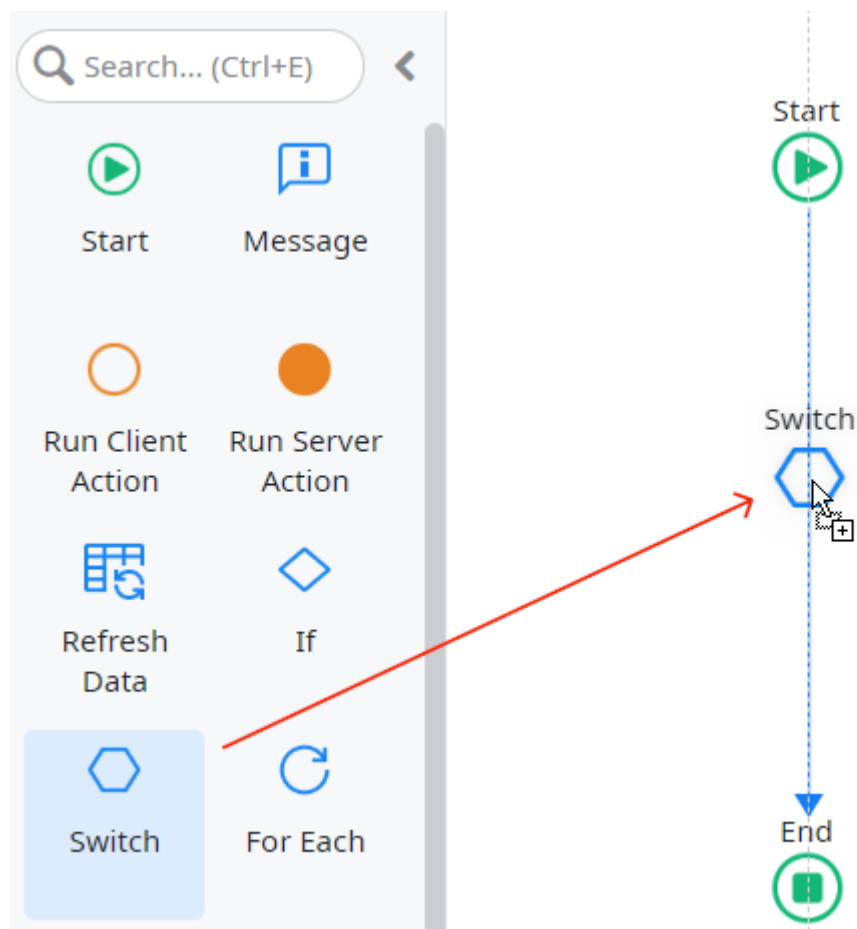 Search... (Ctrl+E)
Start
Start
Message
Run Client
Action
Run Server
Action
Switch
Refresh
Data
If
Switch
For Each
End